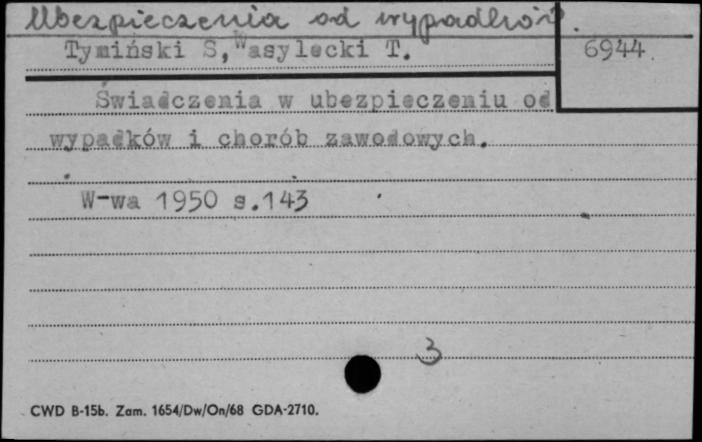 Ubezpieczenia od wypadków.
Tymiński S, Wasylecki T.
6944
Świadczenia w ubezpieczeniu od
wypadków i chorób zawodowych.
W-wa 1950 s.143
3
CWD B-15b. Zam. 1654/Dw/On/68 GDA-2710.